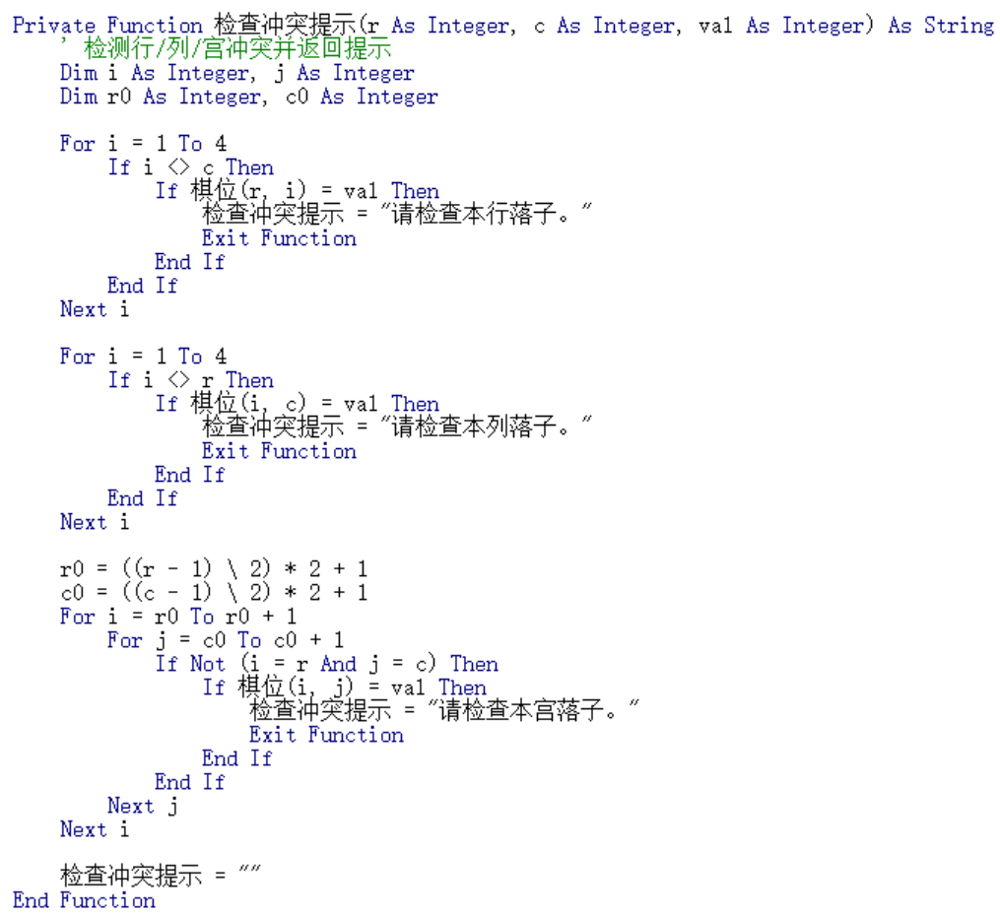 Private Function 检查冲突提示(r As Integer, c As Integer, val As Integer) As String
    ' 检测行/列/宫冲突并返回提示
    Dim i As Integer, j As Integer
    Dim r0 As Integer, c0 As Integer

    For i = 1 To 4
        If i <> c Then
            If 棋位(r, i) = val Then
                检查冲突提示 = "请检查本行落子。"
                Exit Function
            End If
        End If
    Next i

    For i = 1 To 4
        If i <> r Then
            If 棋位(i, c) = val Then
                检查冲突提示 = "请检查本列落子。"
                Exit Function
            End If
        End If
    Next i

    r0 = ((r - 1) \ 2) * 2 + 1
    c0 = ((c - 1) \ 2) * 2 + 1
    For i = r0 To r0 + 1
        For j = c0 To c0 + 1
            If Not (i = r And j = c) Then
                If 棋位(i, j) = val Then
                    检查冲突提示 = "请检查本宫落子。"
                    Exit Function
                End If
            End If
        Next j
    Next i

    检查冲突提示 = ""
End Function